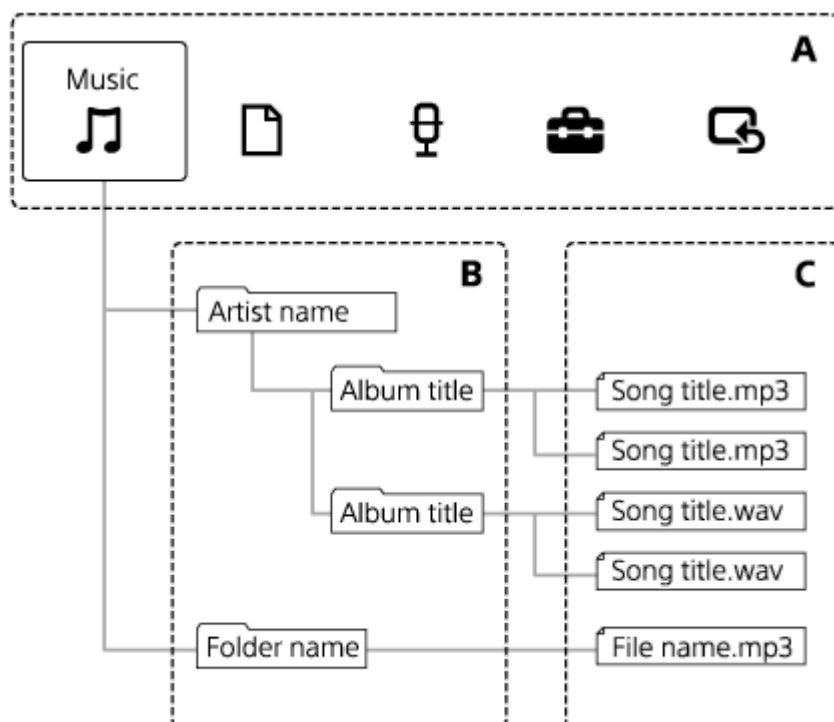 A
Music
B
C
Artist name
Album title
Song title.mp3
Song title.mp3
Album title
Song title.wav
Song title.wav
Folder name
File name.mp3